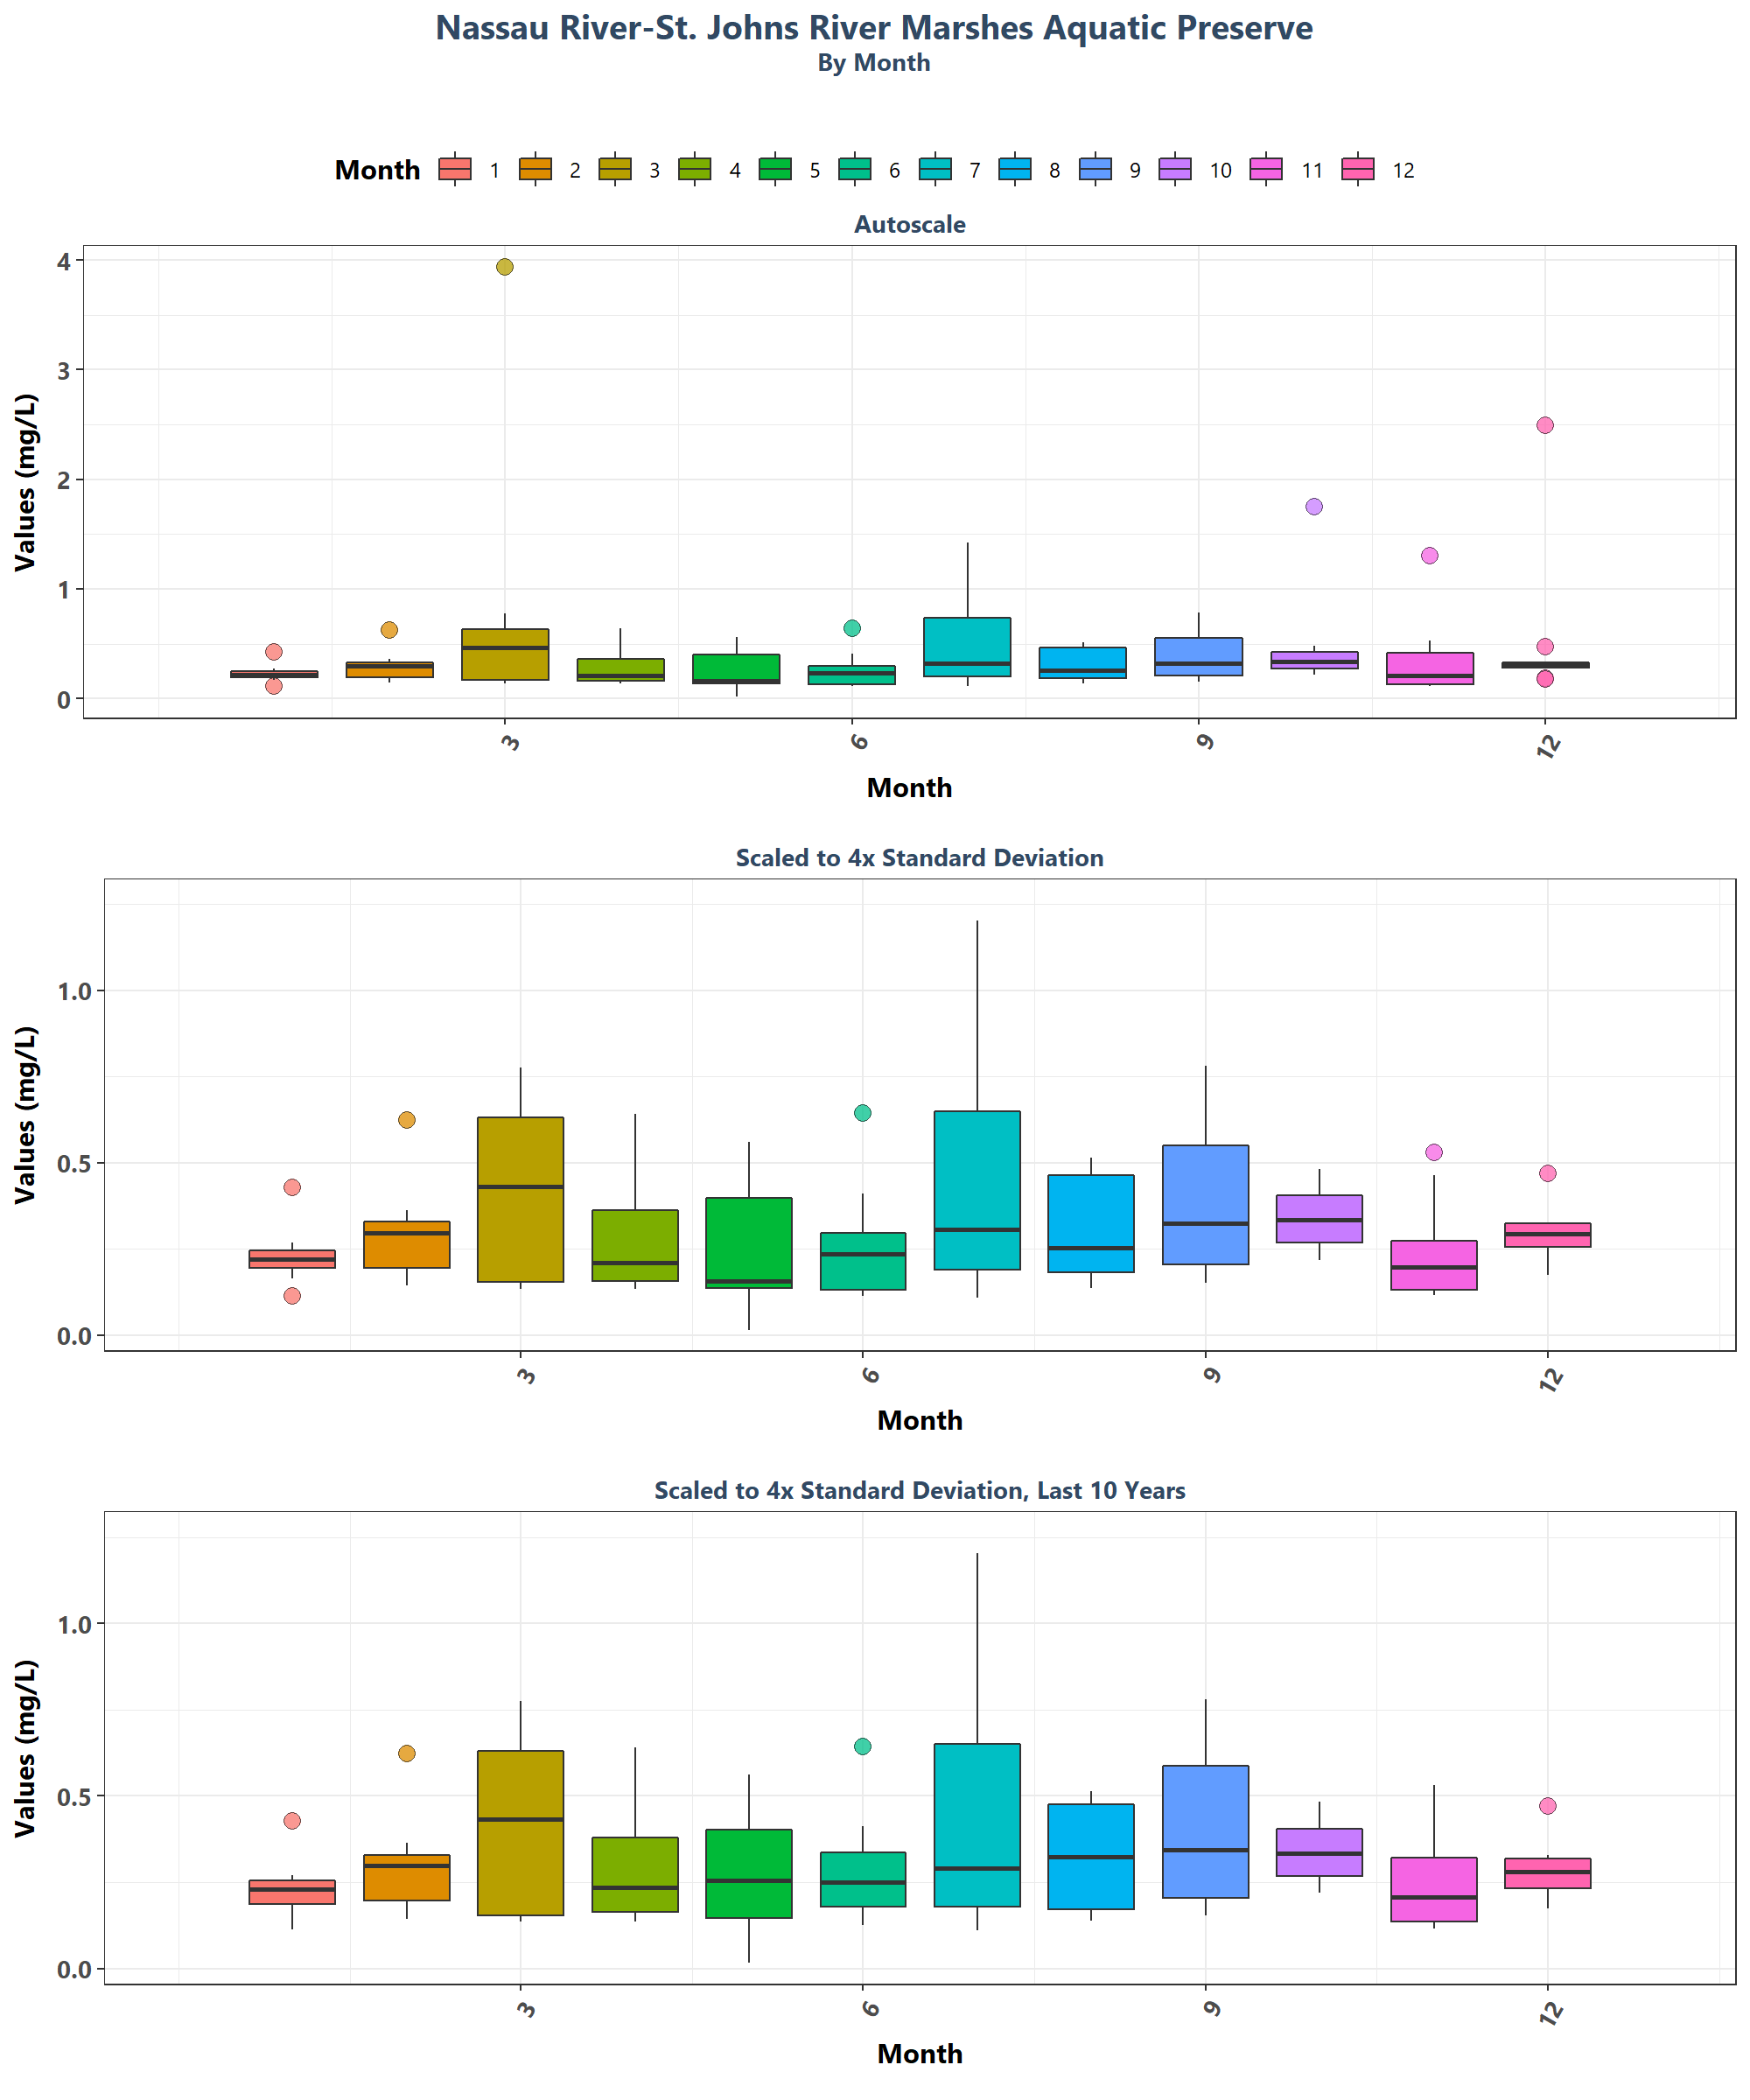 Nassau River-St. Johns River Marshes Aquatic Preserve
By Month
Month 1 2 3 4 5 6 7 8 9 10 11 12
Autoscale
Values (mg/L)
4
3
2
1
0
3 6 9 12
Month
Scaled to 4x Standard Deviation
Values (mg/L)
1.0
0.5
0.0
3 6 9 12
Month
Scaled to 4x Standard Deviation, Last 10 Years
Values (mg/L)
1.0
0.5
0.0
3 6 9 12
Month